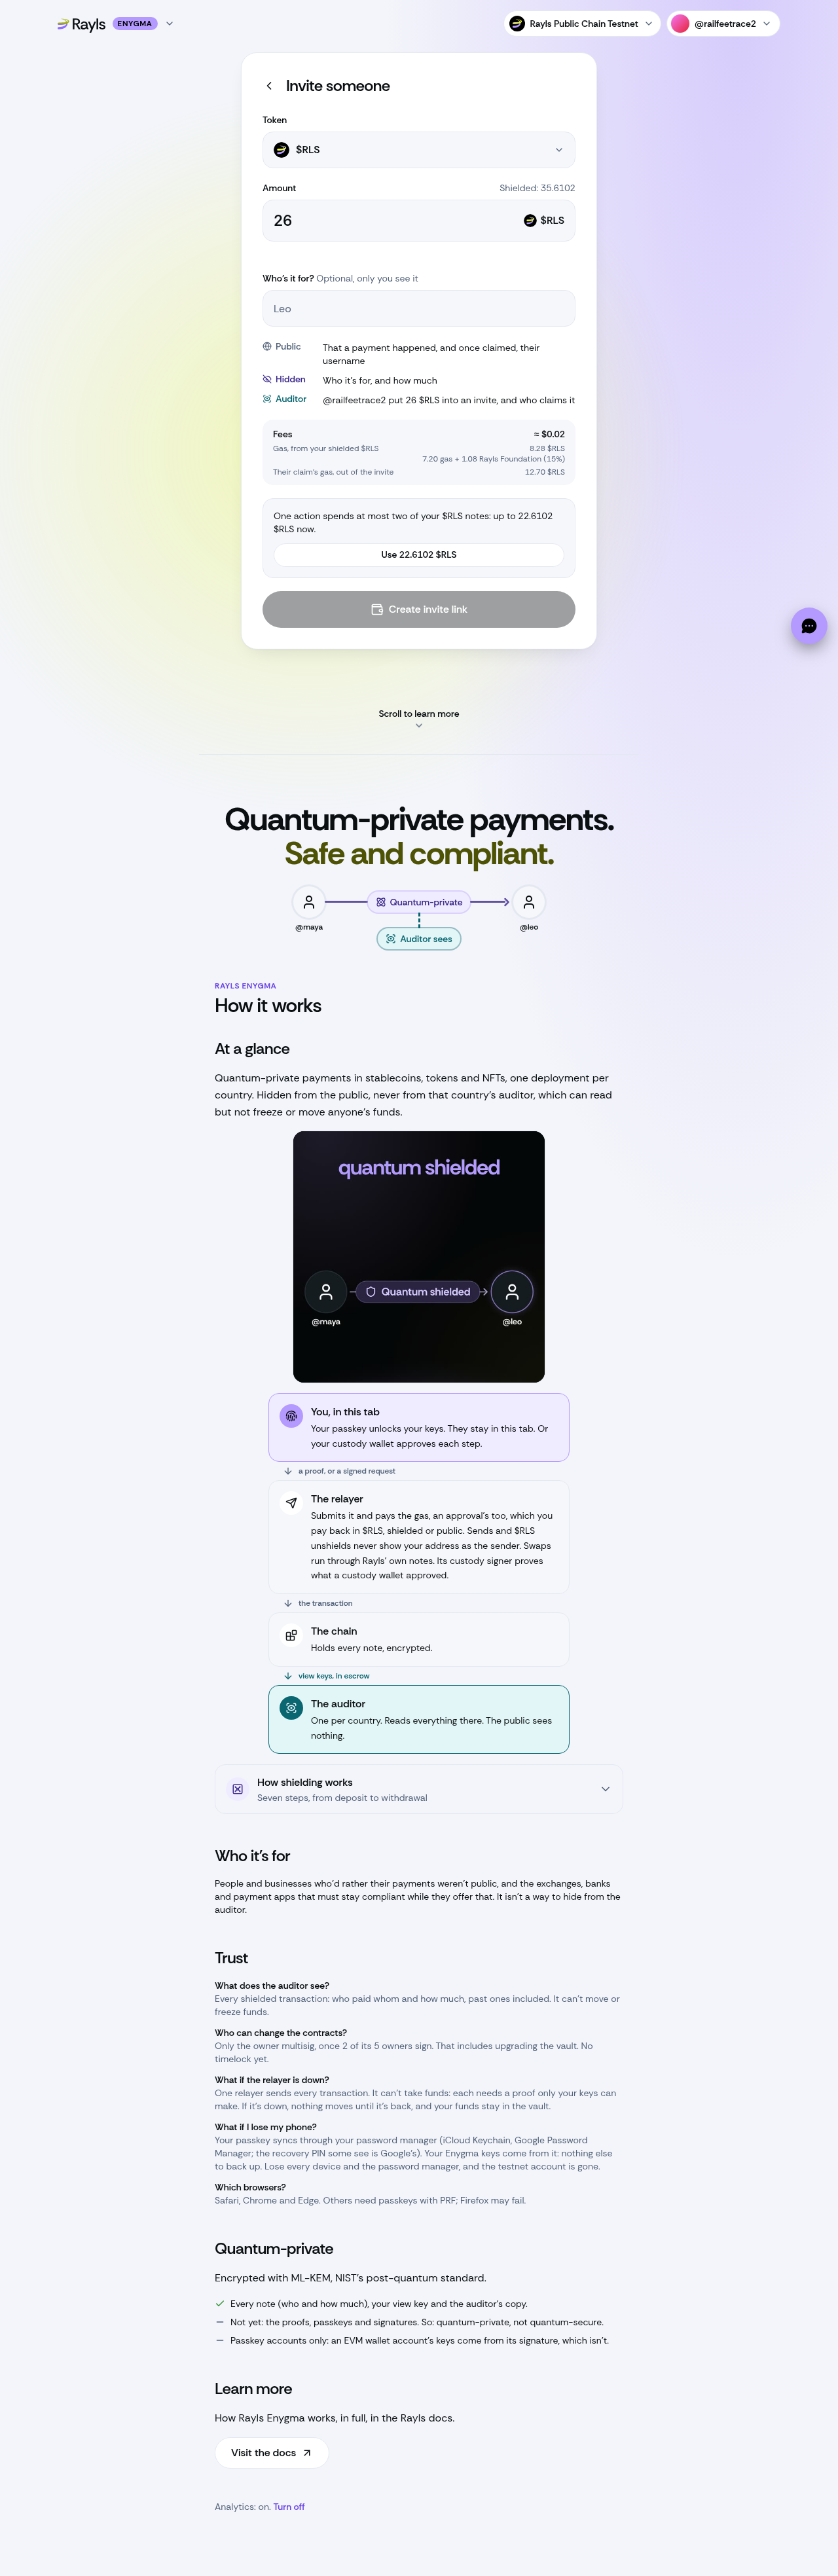 Rayls ENYGMA
Rayls Public Chain Testnet
@railfeetrace2
Invite someone
Token
$RLS
Amount
Shielded: 35.6102
26
$RLS
Who's it for? Optional, only you see it
Leo
Public
That a payment happened, and once claimed, their
username
Hidden
Who it's for, and how much
Auditor
@railfeetrace2 put 26 $RLS into an invite, and who claims it
Fees
≈ $0.02
Gas, from your shielded $RLS
8.28 $RLS
7.20 gas + 1.08 Rayls Foundation (15%)
Their claim's gas, out of the invite
12.70 $RLS
One action spends at most two of your $RLS notes: up to 22.6102
$RLS now.
Use 22.6102 $RLS
Create invite link
Scroll to learn more
Quantum-private payments.
Safe and compliant.
Quantum-private
@maya
@leo
Auditor sees
RAYLS ENYGMA
How it works
At a glance
Quantum-private payments in stablecoins, tokens and NFTs, one deployment per
country. Hidden from the public, never from that country's auditor, which can read
but not freeze or move anyone's funds.
quantum shielded
Quantum shielded
@maya
@leo
You, in this tab
Your passkey unlocks your keys. They stay in this tab. Or
your custody wallet approves each step.
a proof, or a signed request
The relayer
Submits it and pays the gas, an approval's too, which you
pay back in $RLS, shielded or public. Sends and $RLS
unshields never show your address as the sender. Swaps
run through Rayls' own notes. Its custody signer proves
what a custody wallet approved.
the transaction
The chain
Holds every note, encrypted.
view keys, in escrow
The auditor
One per country. Reads everything there. The public sees
nothing.
How shielding works
Seven steps, from deposit to withdrawal
Who it's for
People and businesses who'd rather their payments weren't public, and the exchanges, banks
and payment apps that must stay compliant while they offer that. It isn't a way to hide from the
auditor.
Trust
What does the auditor see?
Every shielded transaction: who paid whom and how much, past ones included. It can't move or
freeze funds.
Who can change the contracts?
Only the owner multisig, once 2 of its 5 owners sign. That includes upgrading the vault. No
timelock yet.
What if the relayer is down?
One relayer sends every transaction. It can't take funds: each needs a proof only your keys can
make. If it's down, nothing moves until it's back, and your funds stay in the vault.
What if I lose my phone?
Your passkey syncs through your password manager (iCloud Keychain, Google Password
Manager; the recovery PIN some see is Google's). Your Enygma keys come from it: nothing else
to back up. Lose every device and the password manager, and the testnet account is gone.
Which browsers?
Safari, Chrome and Edge. Others need passkeys with PRF; Firefox may fail.
Quantum-private
Encrypted with ML-KEM, NIST's post-quantum standard.
Every note (who and how much), your view key and the auditor's copy.
Not yet: the proofs, passkeys and signatures. So: quantum-private, not quantum-secure.
Passkey accounts only: an EVM wallet account's keys come from its signature, which isn't.
Learn more
How Rayls Enygma works, in full, in the Rayls docs.
Visit the docs
Analytics: on. Turn off